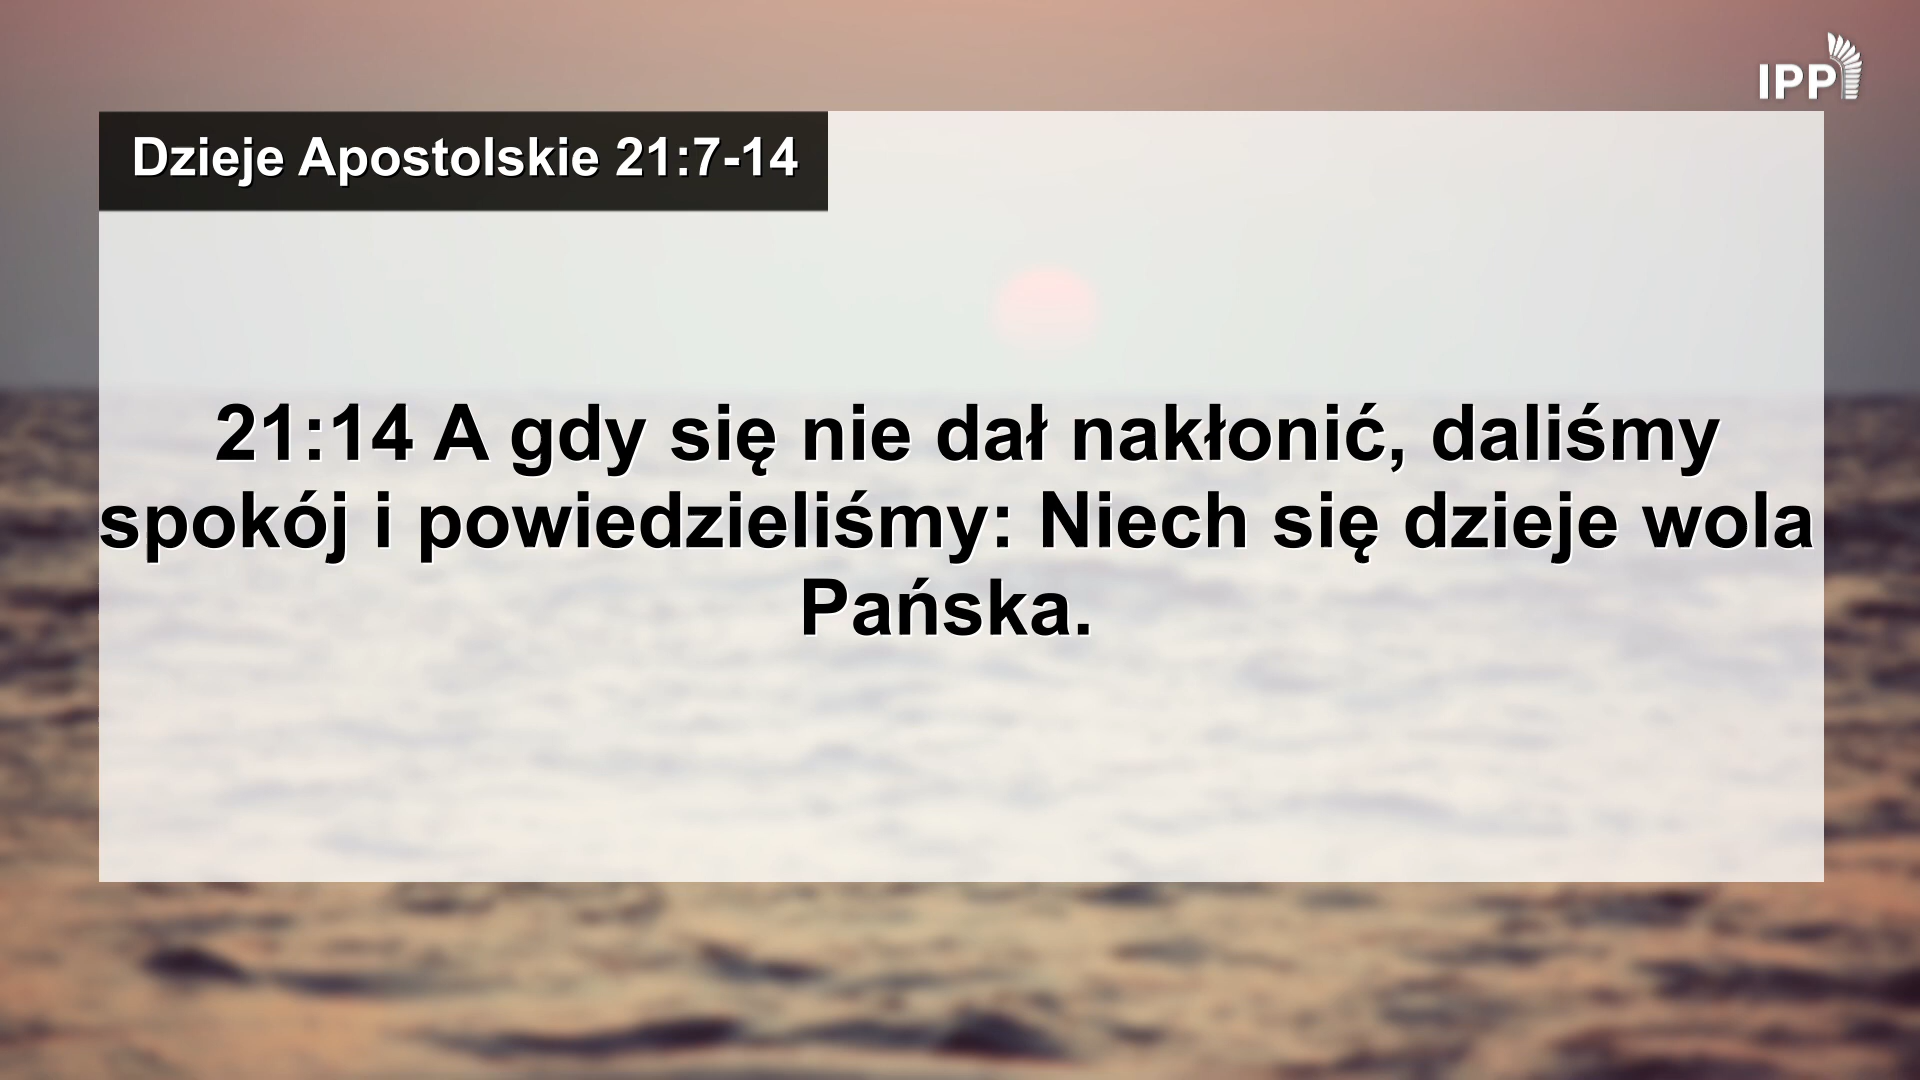 IPP
Dzieje Apostolskie 21:7-14
21:14 A gdy się nie dał nakłonić, daliśmy
spokój i powiedzieliśmy: Niech się dzieje wola
Pańska.